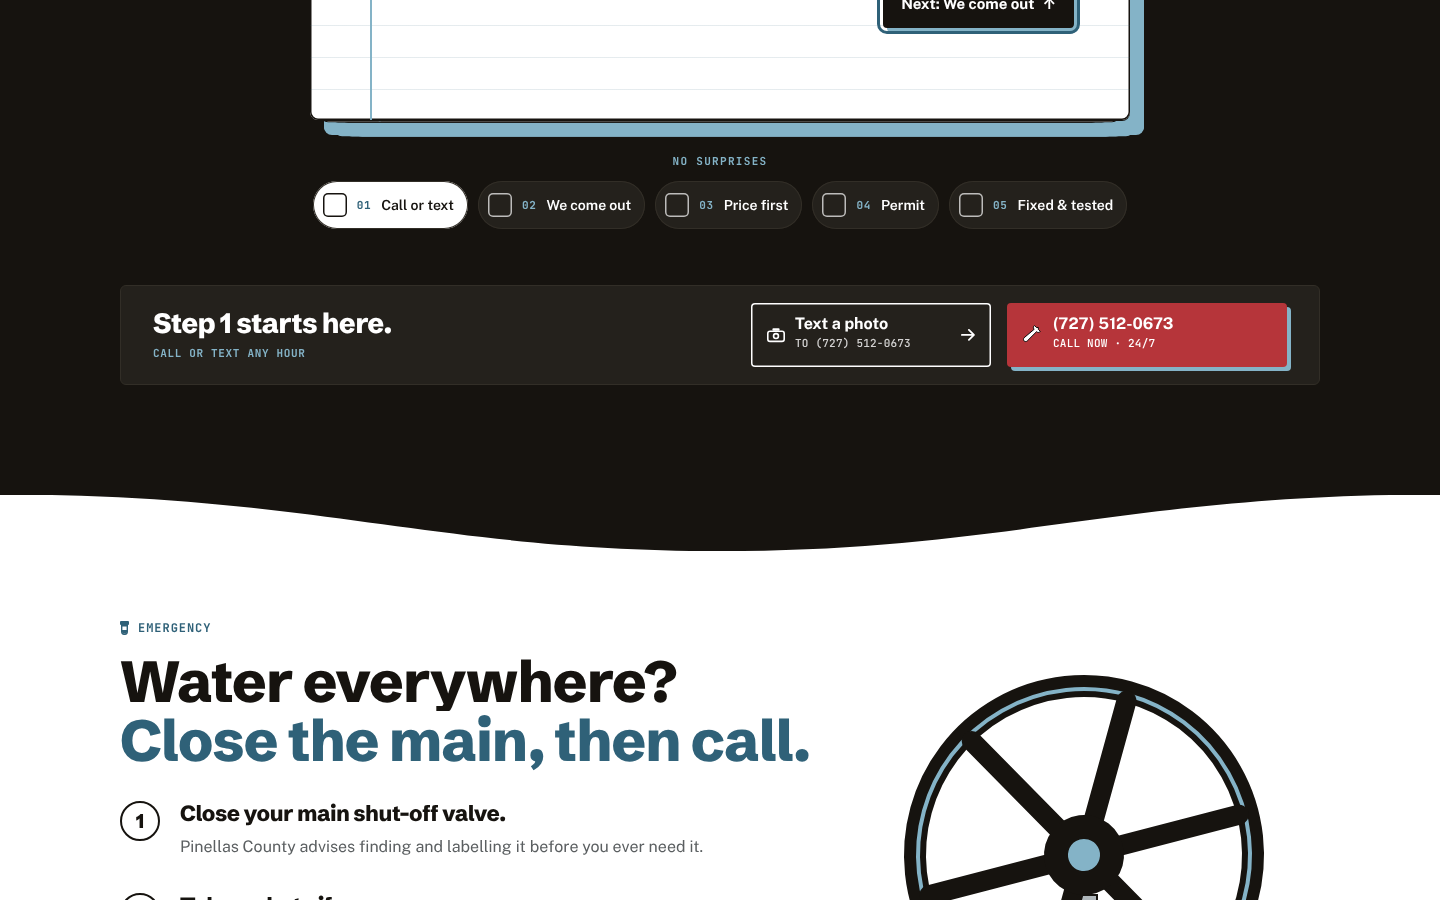 Next: We come out ↑
NO SURPRISES
01 Call or text
02 We come out
03 Price first
04 Permit
05 Fixed & tested
Step 1 starts here.
CALL OR TEXT ANY HOUR
Text a photo
TO (727) 512-0673
(727) 512-0673
CALL NOW · 24/7
EMERGENCY
Water everywhere?
Close the main, then call.
1 Close your main shut-off valve.
Pinellas County advises finding and labelling it before you ever need it.